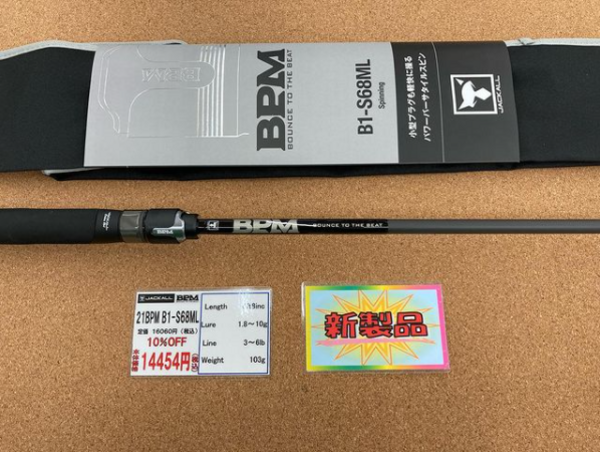 BPM
BPM
BOUNCE TO THE BEAT
B1-S68ML
Spinning
小型プラグも軽快に操る
パワーバーサタイルスピン
JACKALL
BPM
BPM
BOUNCE TO THE BEAT
JACKALL BPM
21BPM B1-S68ML
定価 16060円(税込)
10%OFF
14454円
Length
Lure 1.8~10g
Line 3~6lb
Weight 103g
新製品